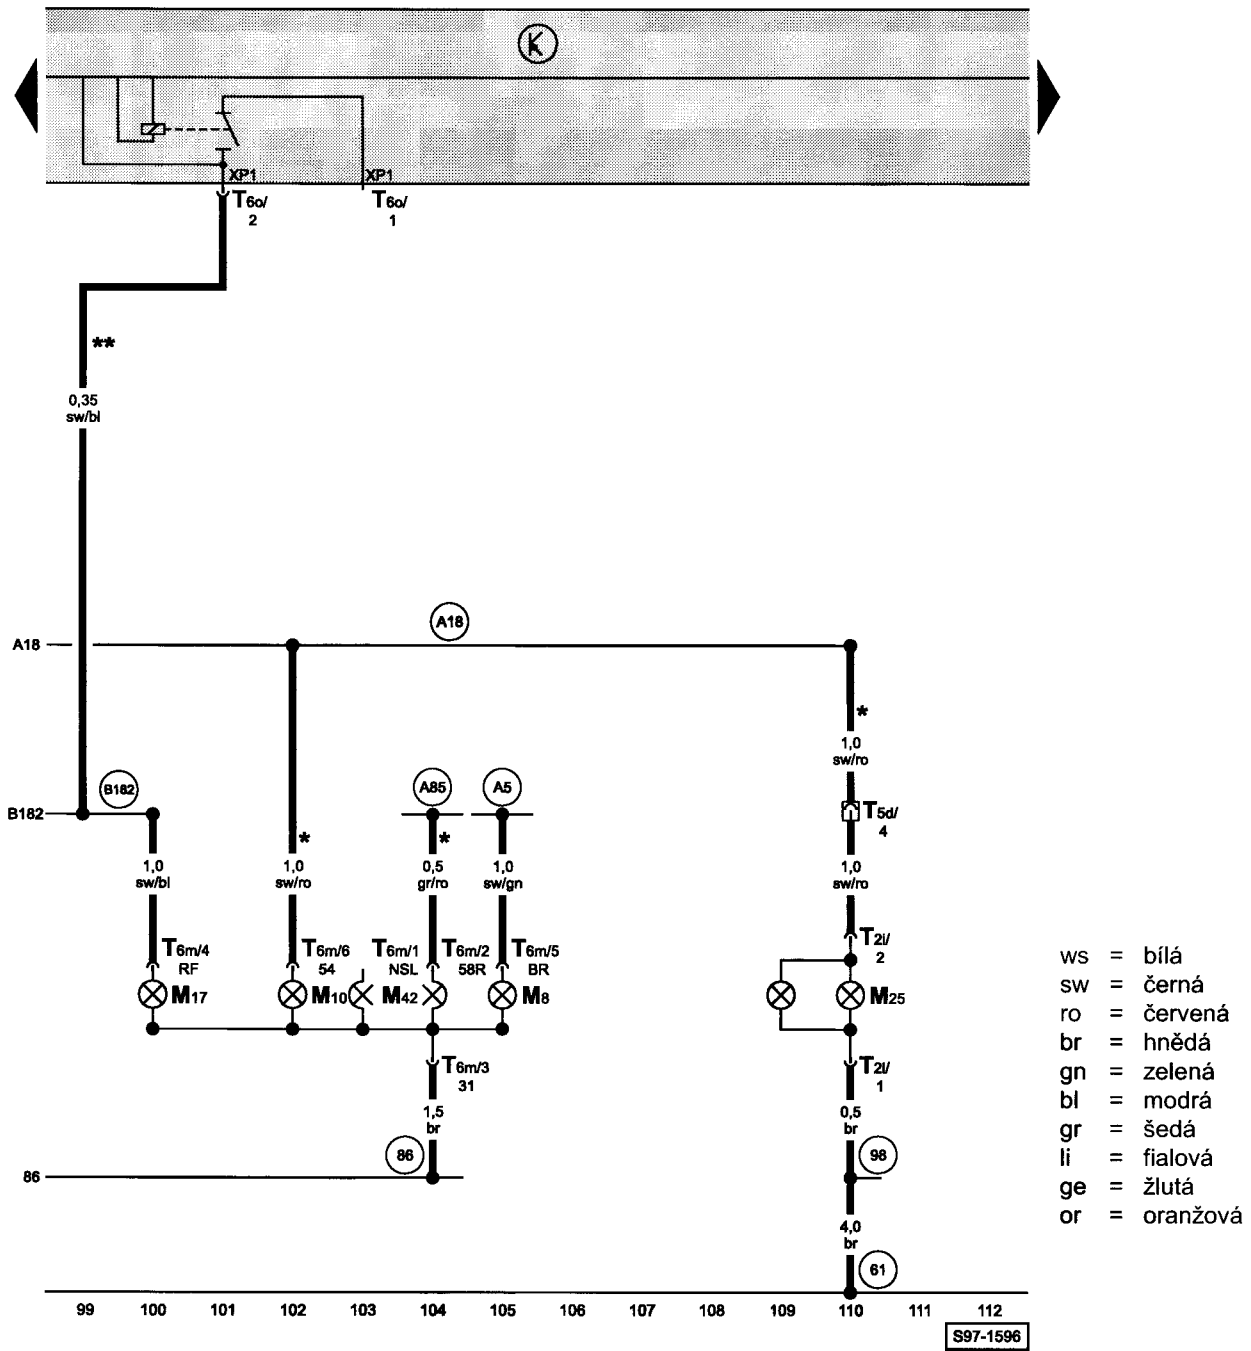 K
XP1 XP1
T6o/ T6o/
2 1
**
0,35
sw/bl
A18
A18
*
1,0
sw/ro
B182 A85 A5
B182
T5d/
4
* *
1,0 1,0 0,5 1,0 1,0
sw/bl sw/ro gr/ro sw/gn sw/ro
T6m/4 T6m/6 T6m/1 T6m/2 T6m/5 T2i/
RF 54 NSL 58R BR 2
M17 M10 M42 M8 M25
T6m/3 T2i/
31 1
1,5 0,5
br br
86 98
86
4,0
br
61
99 100 101 102 103 104 105 106 107 108 109 110 111 112
S97-1596
ws = bílá
sw = černá
ro = červená
br = hnědá
gn = zelená
bl = modrá
gr = šedá
li = fialová
ge = žlutá
or = oranžová